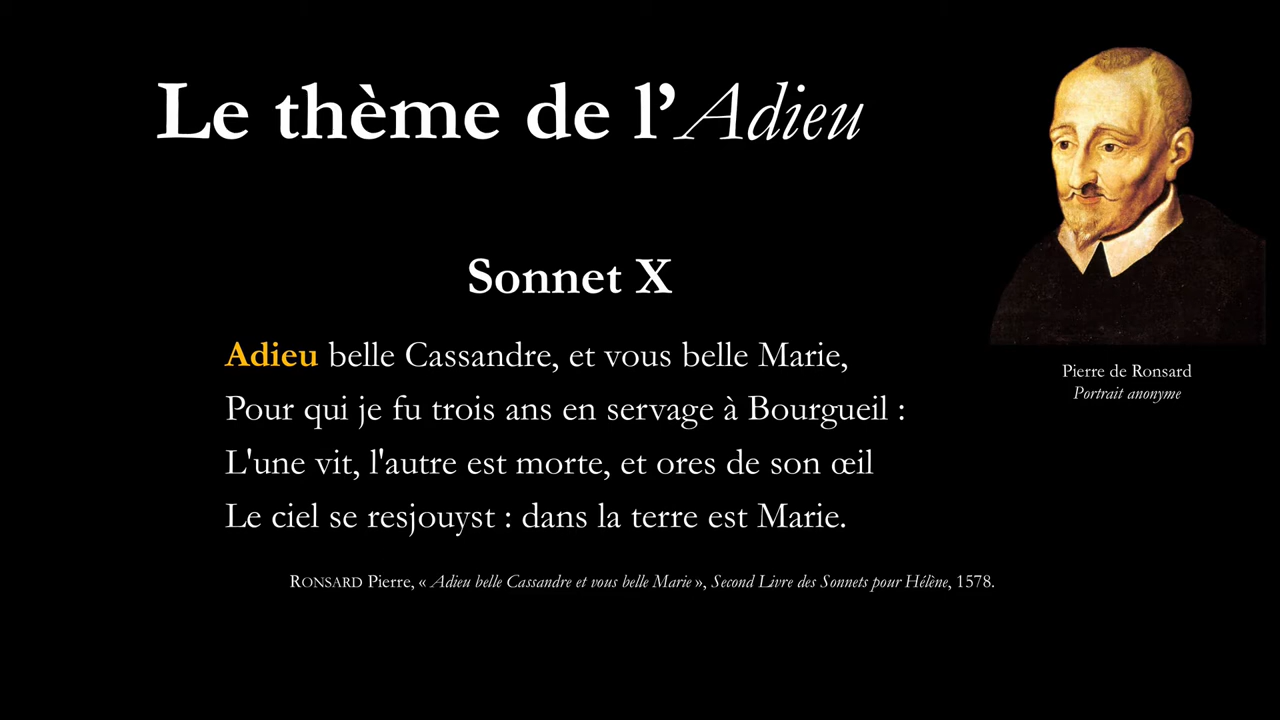 Le thème de l’Adieu
Sonnet X
Adieu belle Cassandre, et vous belle Marie,
Pour qui je fu trois ans en servage à Bourgueil :
L'une vit, l'autre est morte, et ores de son œil
Le ciel se resjouyst : dans la terre est Marie.
RONSARD Pierre, « Adieu belle Cassandre et vous belle Marie », Second Livre des Sonnets pour Hélène, 1578.
Pierre de Ronsard
Portrait anonyme